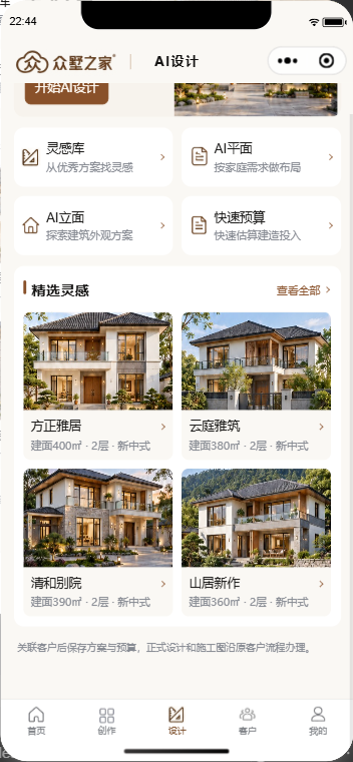 22:44
众墅之家
AI设计
开始AI设计
灵感库
从优秀方案找灵感
AI平面
按家庭需求做布局
AI立面
探索建筑外观方案
快速预算
快速估算建造投入
精选灵感
查看全部
方正雅居
建面400㎡ · 2层 · 新中式
云庭雅筑
建面380㎡ · 2层 · 新中式
清和别院
建面390㎡ · 2层 · 新中式
山居新作
建面360㎡ · 2层 · 新中式
关联客户后保存方案与预算，正式设计和施工图沿原客户流程办理。
首页
创作
设计
客户
我的